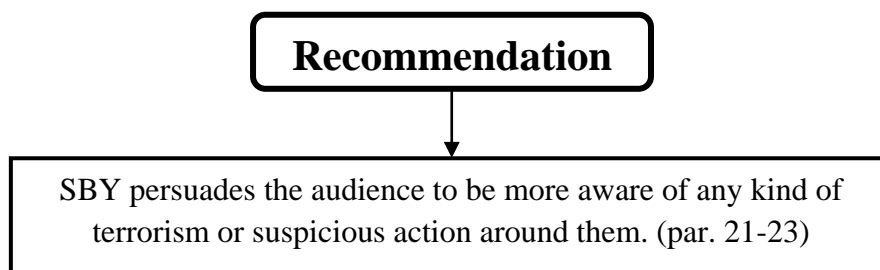 Recommendation
SBY persuades the audience to be more aware of any kind of
terrorism or suspicious action around them. (par. 21-23)